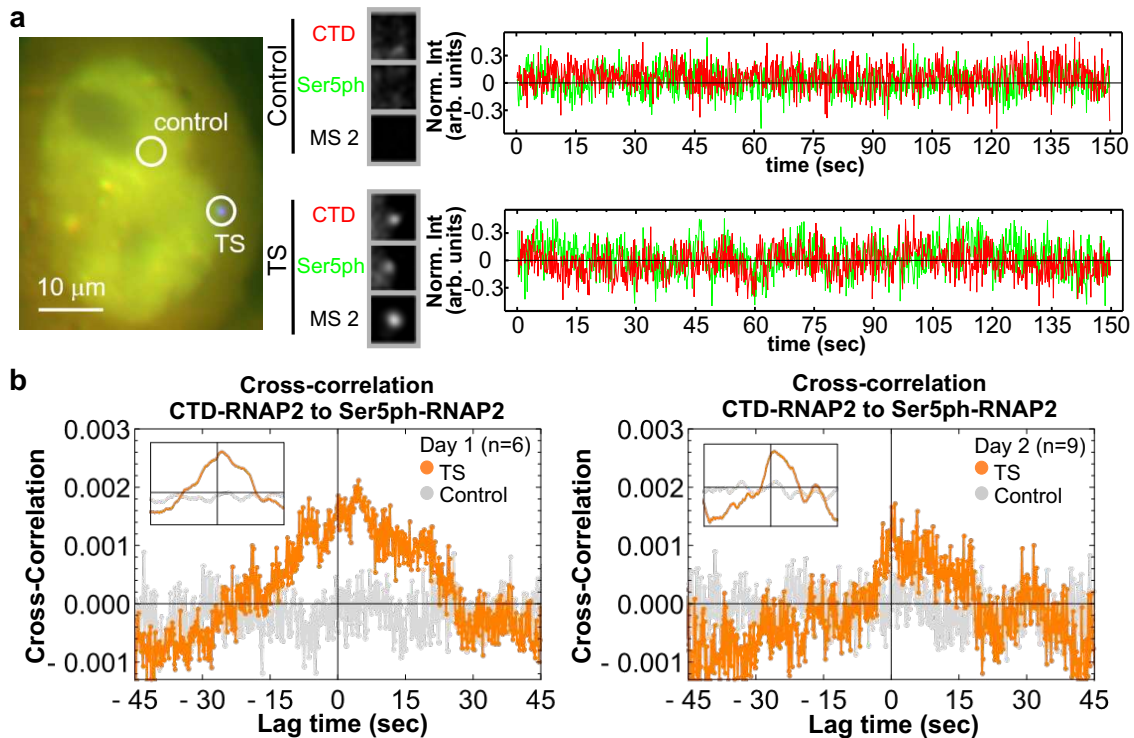 a
control
TS
10 μm
Control
CTD
Ser5ph
MS 2
Norm. Int
(arb. units)
0.3
0
-0.3
0 15 30 45 60 75 90 105 120 135 150
time (sec)
TS
CTD
Ser5ph
MS 2
Norm. Int
(arb. units)
0.3
0
-0.3
0 15 30 45 60 75 90 105 120 135 150
time (sec)
b
Cross-correlation
CTD-RNAP2 to Ser5ph-RNAP2
Day 1 (n=6)
TS
Control
Cross-Correlation
0.003
0.002
0.001
0.000
- 0.001
- 45 - 30 - 15 0 15 30 45
Lag time (sec)
Cross-correlation
CTD-RNAP2 to Ser5ph-RNAP2
Day 2 (n=9)
TS
Control
Cross-Correlation
0.003
0.002
0.001
0.000
- 0.001
- 45 - 30 - 15 0 15 30 45
Lag time (sec)